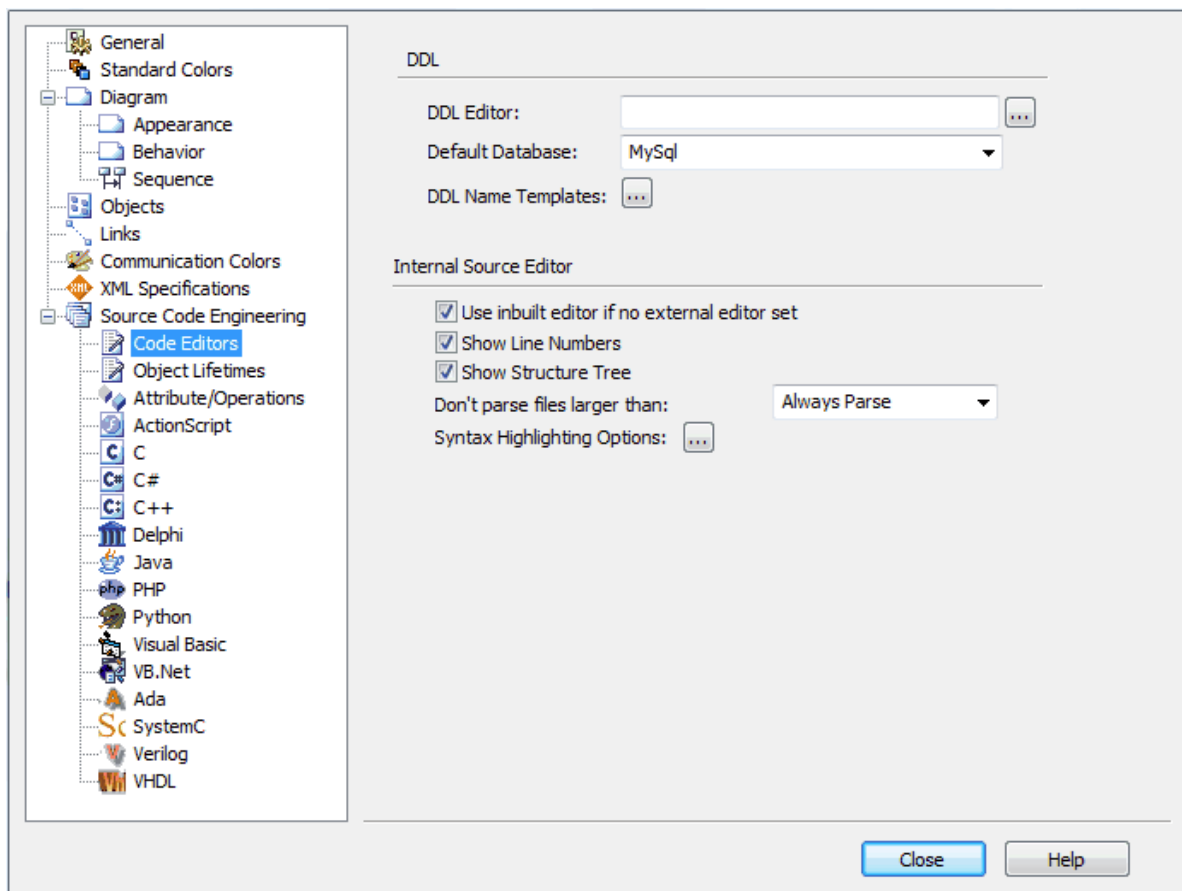 General
Standard Colors
Diagram
Appearance
Behavior
Sequence
Objects
Links
Communication Colors
XML Specifications
Source Code Engineering
Code Editors
Object Lifetimes
Attribute/Operations
ActionScript
C
C#
C++
Delphi
Java
php PHP
Python
Visual Basic
VB.Net
Ada
SystemC
Verilog
VHDL
DDL
DDL Editor: ...
Default Database: MySql
DDL Name Templates: ...
Internal Source Editor
Use inbuilt editor if no external editor set
Show Line Numbers
Show Structure Tree
Don't parse files larger than: Always Parse
Syntax Highlighting Options: ...
Close Help